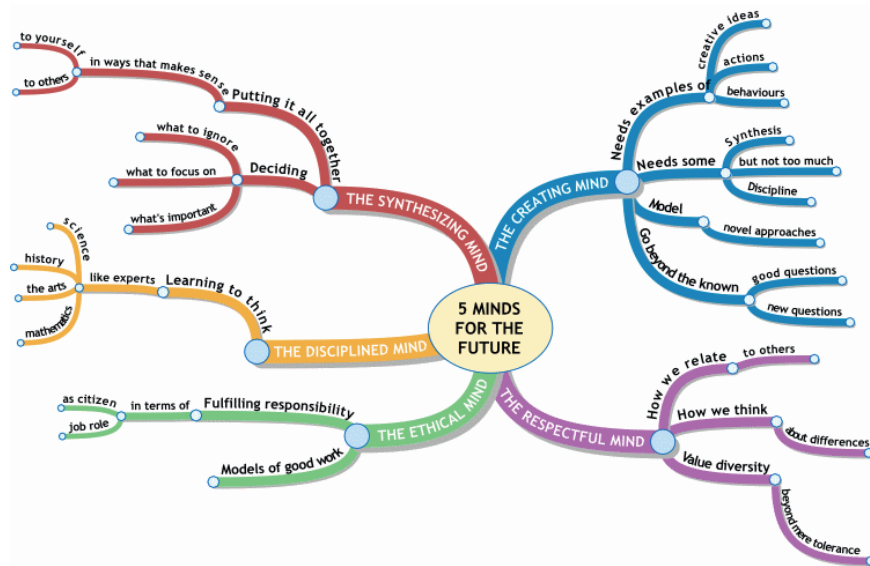 5 MINDS
FOR THE
FUTURE
THE CREATING MIND
Needs examples of
creative ideas
actions
behaviours
Needs some
Synthesis
but not too much
Discipline
Model
novel approaches
Go beyond the known
good questions
new questions
THE RESPECTFUL MIND
How we relate
to others
How we think
about differences
Value diversity
beyond mere tolerance
THE ETHICAL MIND
Fulfilling responsibility
in terms of
as citizen
job role
Models of good work
THE DISCIPLINED MIND
Learning to think
like experts
science
history
the arts
mathematics
THE SYNTHESIZING MIND
Putting it all together
in ways that makes sense
to yourself
to others
Deciding
what to ignore
what to focus on
what's important